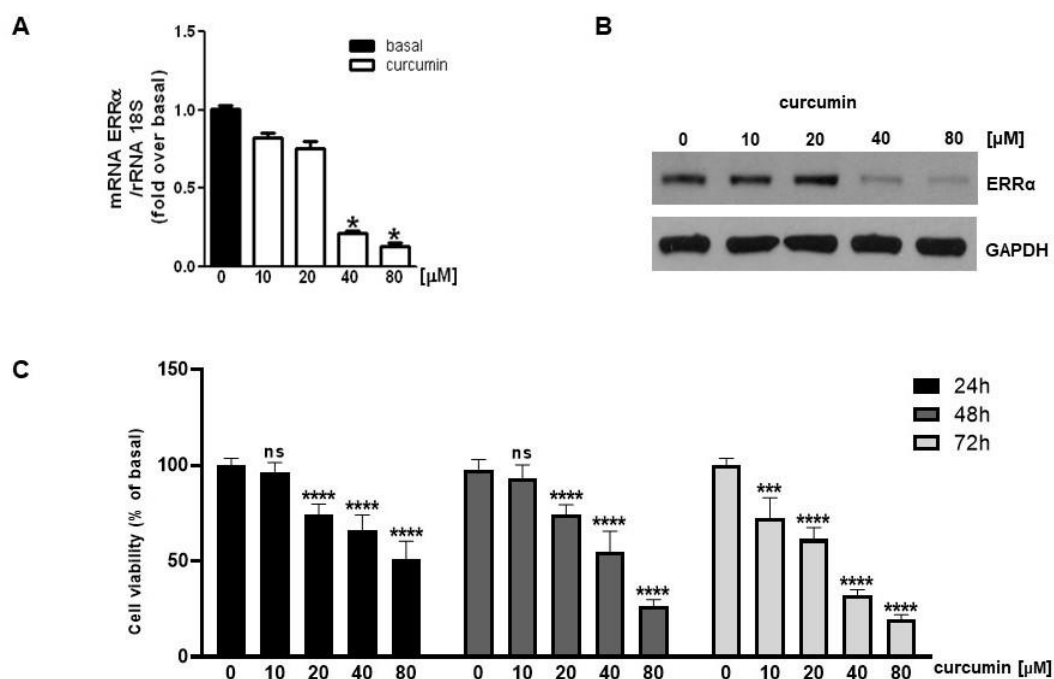 A
1.5
1.0
0.5
0.0
mRNA ERRα
/rRNA 18S
(fold over basal)
basal
curcumin
*
*
0 10 20 40 80 [μM]
B
curcumin
0 10 20 40 80 [μM]
ERRα
GAPDH
C
150
100
50
0
Cell viability (% of basal)
24h
48h
72h
ns **** **** ****
ns **** **** ****
*** **** **** ****
0 10 20 40 80 0 10 20 40 80 0 10 20 40 80 curcumin [μM]